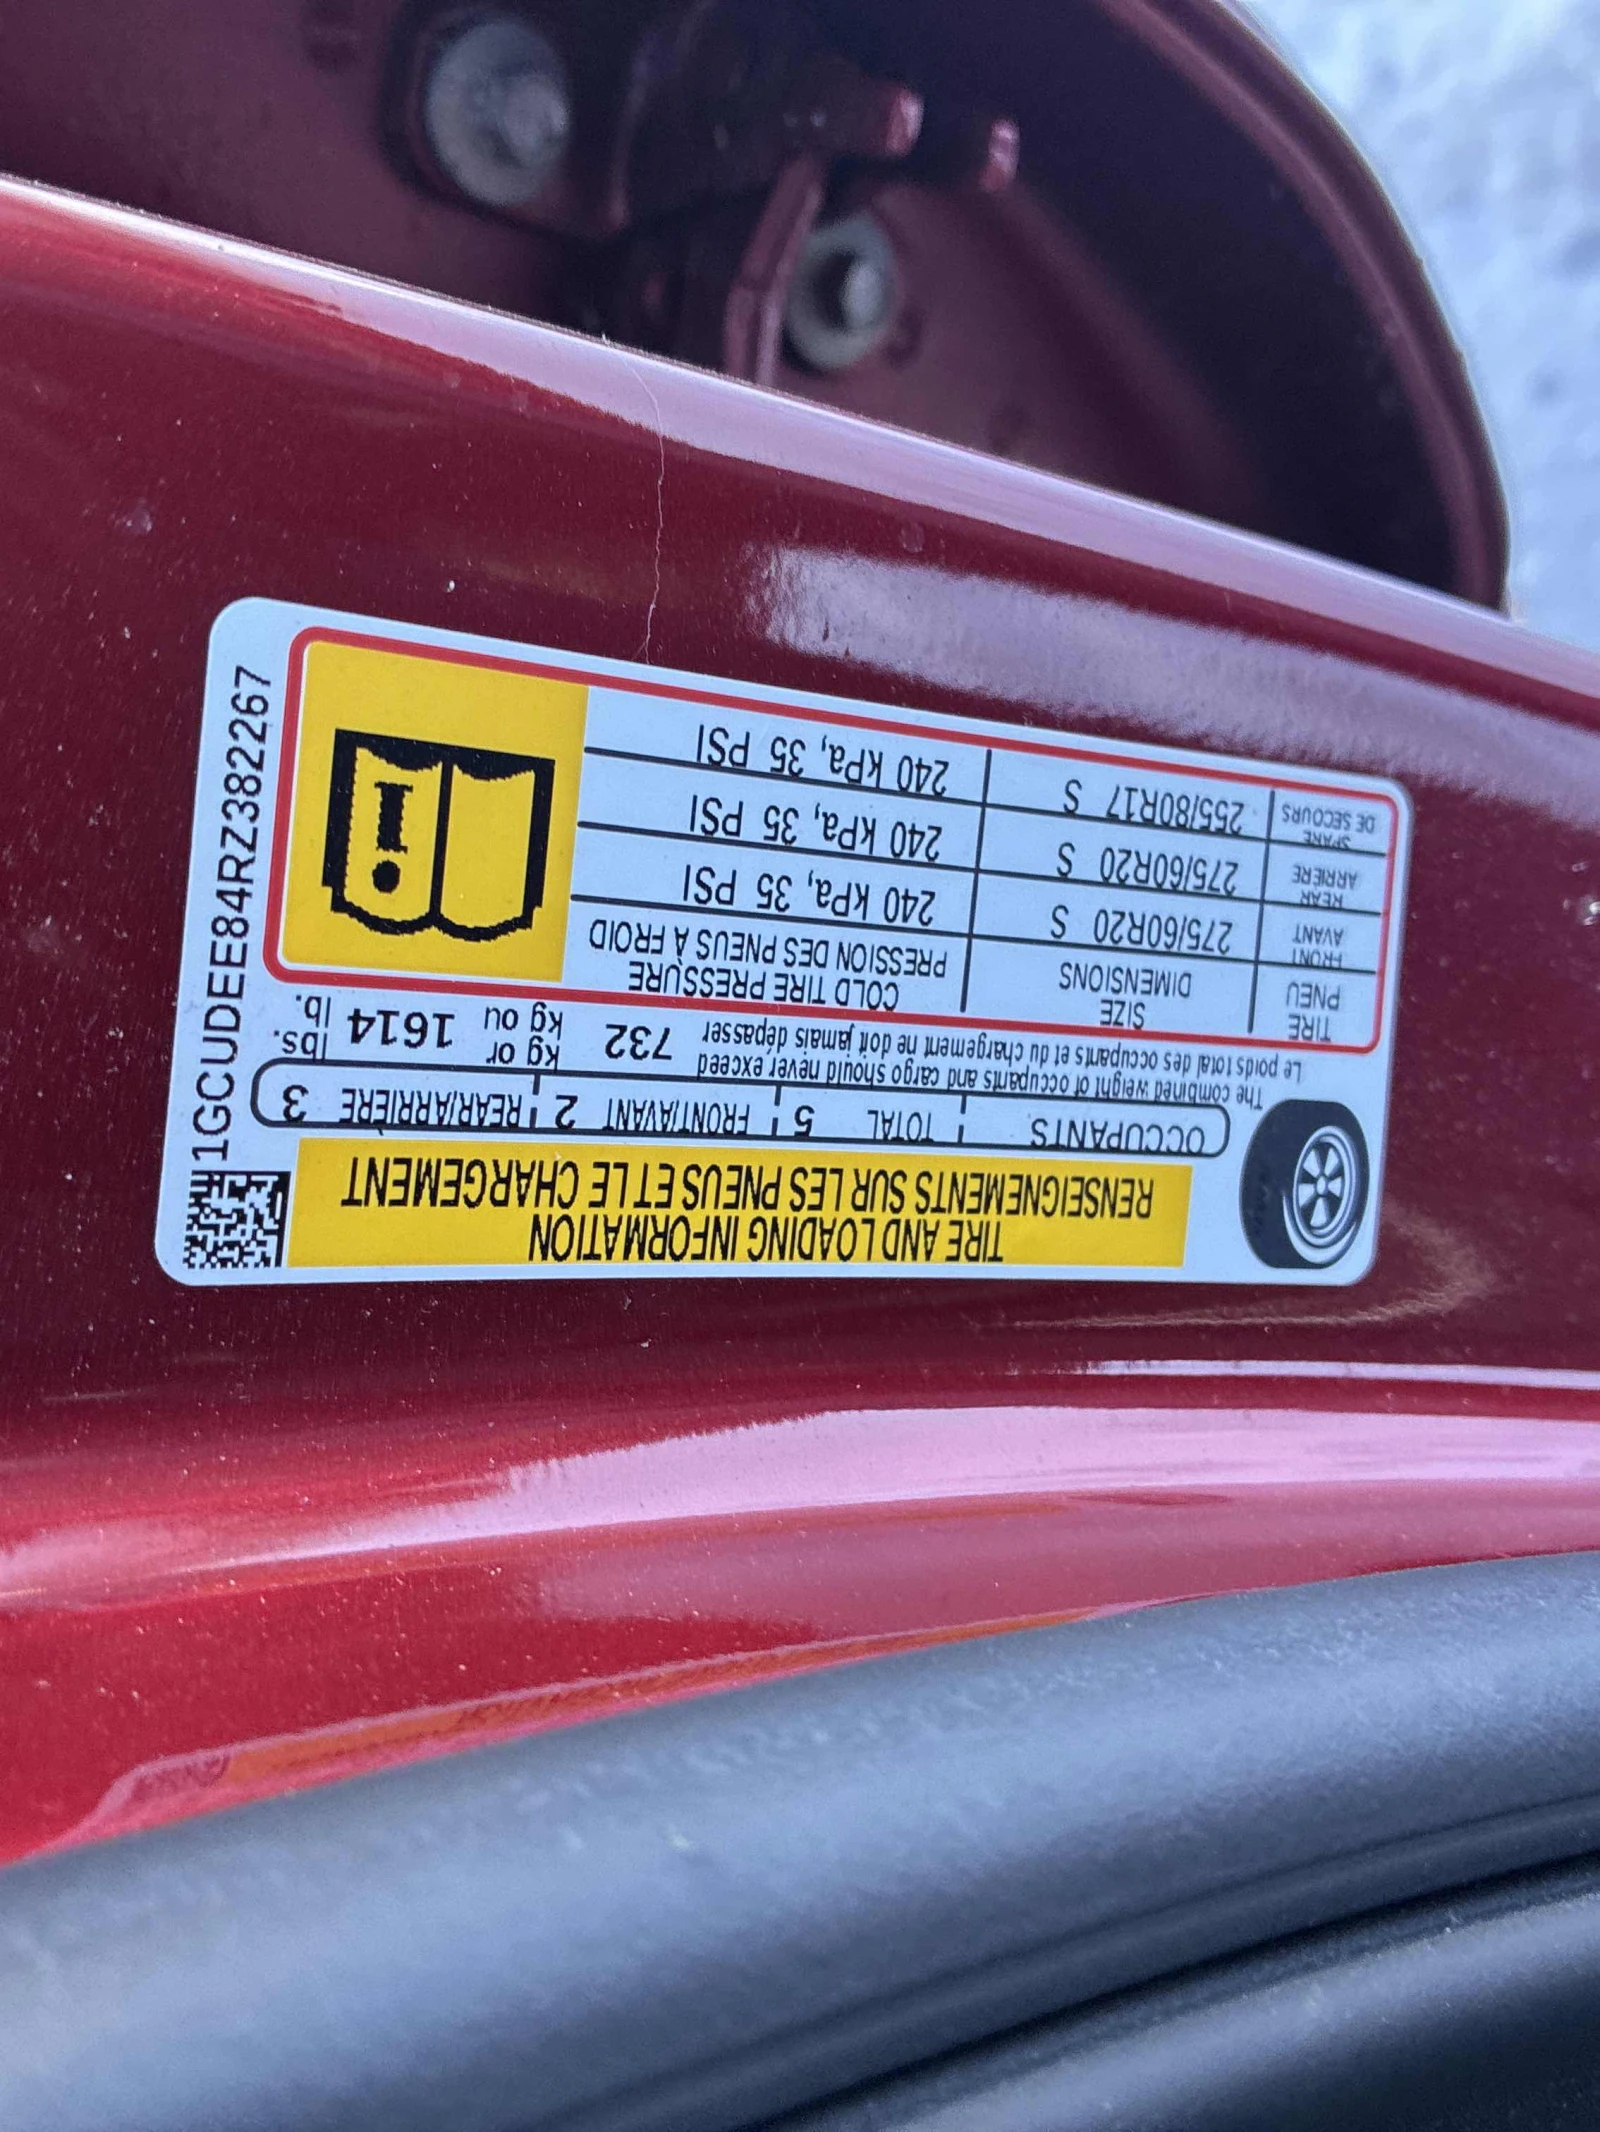 TIRE AND LOADING INFORMATION
RENSEIGNEMENTS SUR LES PNEUS ET LE CHARGEMENT
OCCUPANTS TOTAL 5 FRONT/AVANT 2 REAR/ARRIÈRE 3
The combined weight of occupants and cargo should never exceed 732 kg or 1614 lbs.
Le poids total des occupants et du chargement ne doit jamais dépasser kg ou lb.
TIRE SIZE COLD TIRE PRESSURE
PNEU DIMENSIONS PRESSION DES PNEUS À FROID
FRONT
AVANT 275/60R20 S 240 kPa, 35 PSI
REAR
ARRIÈRE 275/60R20 S 240 kPa, 35 PSI
SPARE
DE SECOURS 255/80R17 S 240 kPa, 35 PSI
1GCUDEE84RZ382267